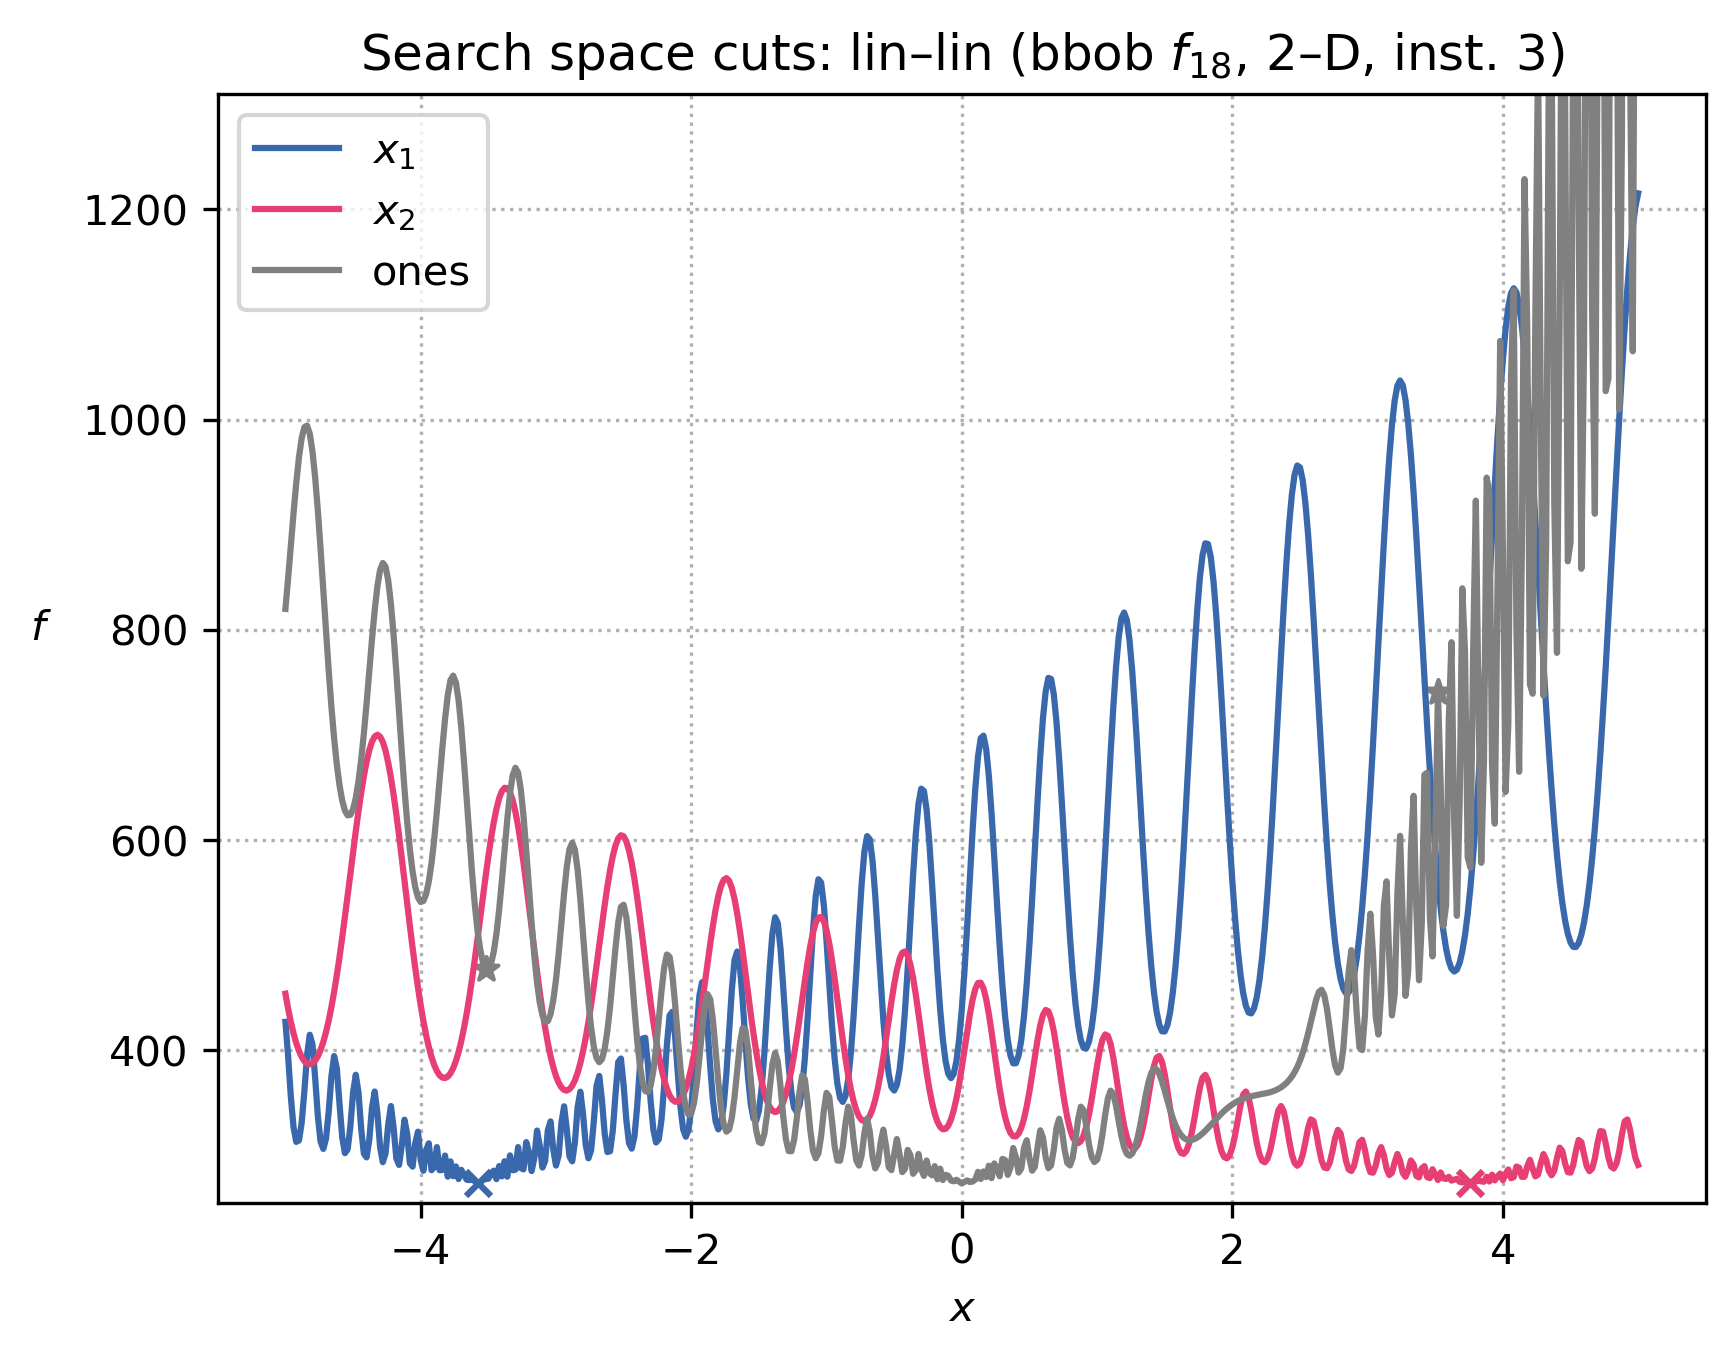 Search space cuts: lin–lin (bbob f₁₈, 2–D, inst. 3)
x₁
x₂
ones
1200
1000
800
600
400
f
−4 −2 0 2 4
x